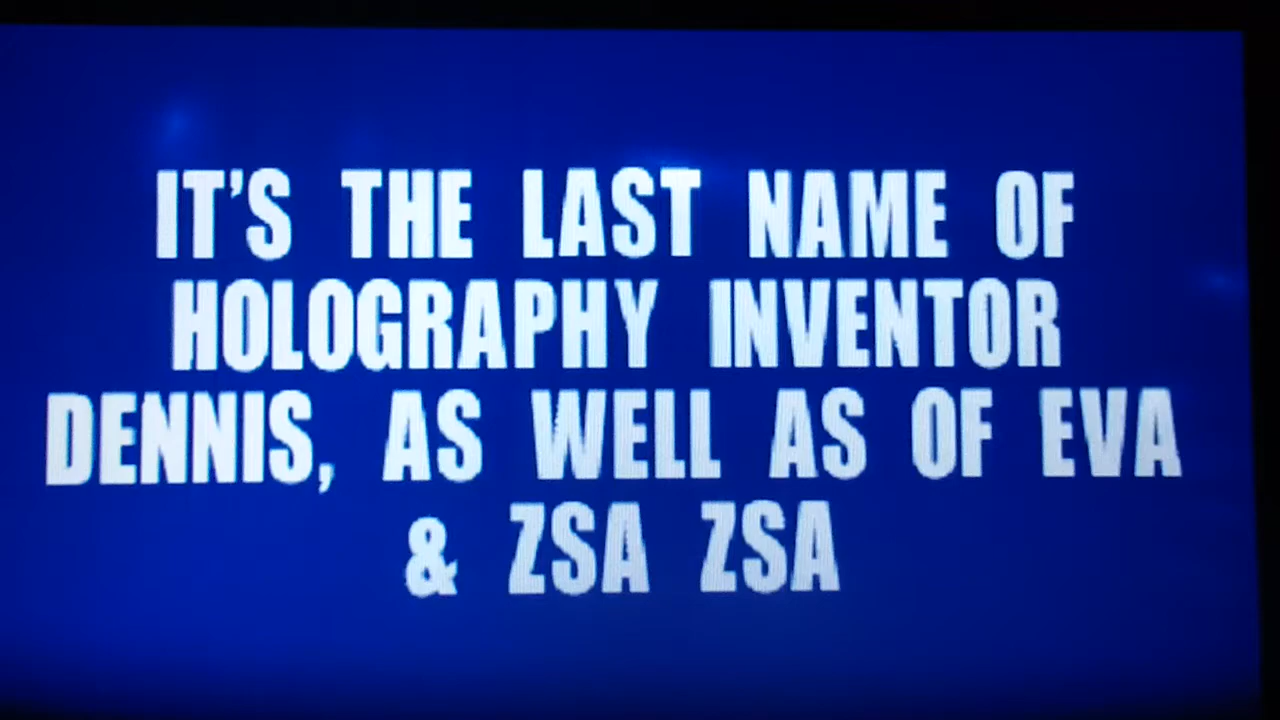 IT'S THE LAST NAME OF
HOLOGRAPHY INVENTOR
DENNIS, AS WELL AS OF EVA
& ZSA ZSA